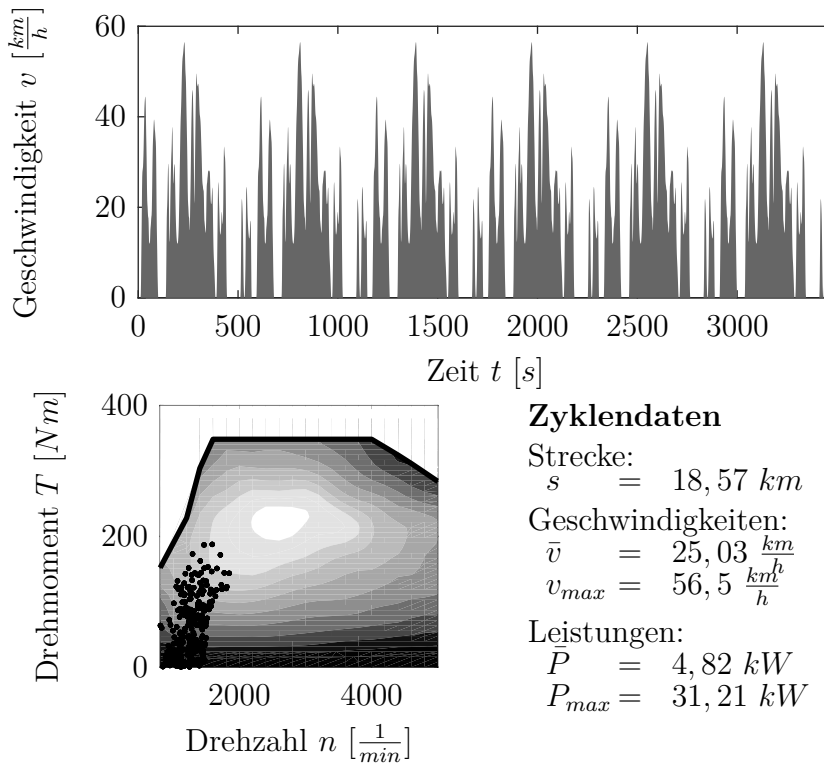 Geschwindigkeit v [km/h]
60
40
20
0
0 500 1000 1500 2000 2500 3000
Zeit t [s]
Drehmoment T [Nm]
400
200
0
2000 4000
Drehzahl n [1/min]
Zyklendaten
Strecke:
s = 18, 57 km
Geschwindigkeiten:
v̄ = 25, 03 km/h
v_max = 56, 5 km/h
Leistungen:
P̄ = 4, 82 kW
P_max = 31, 21 kW